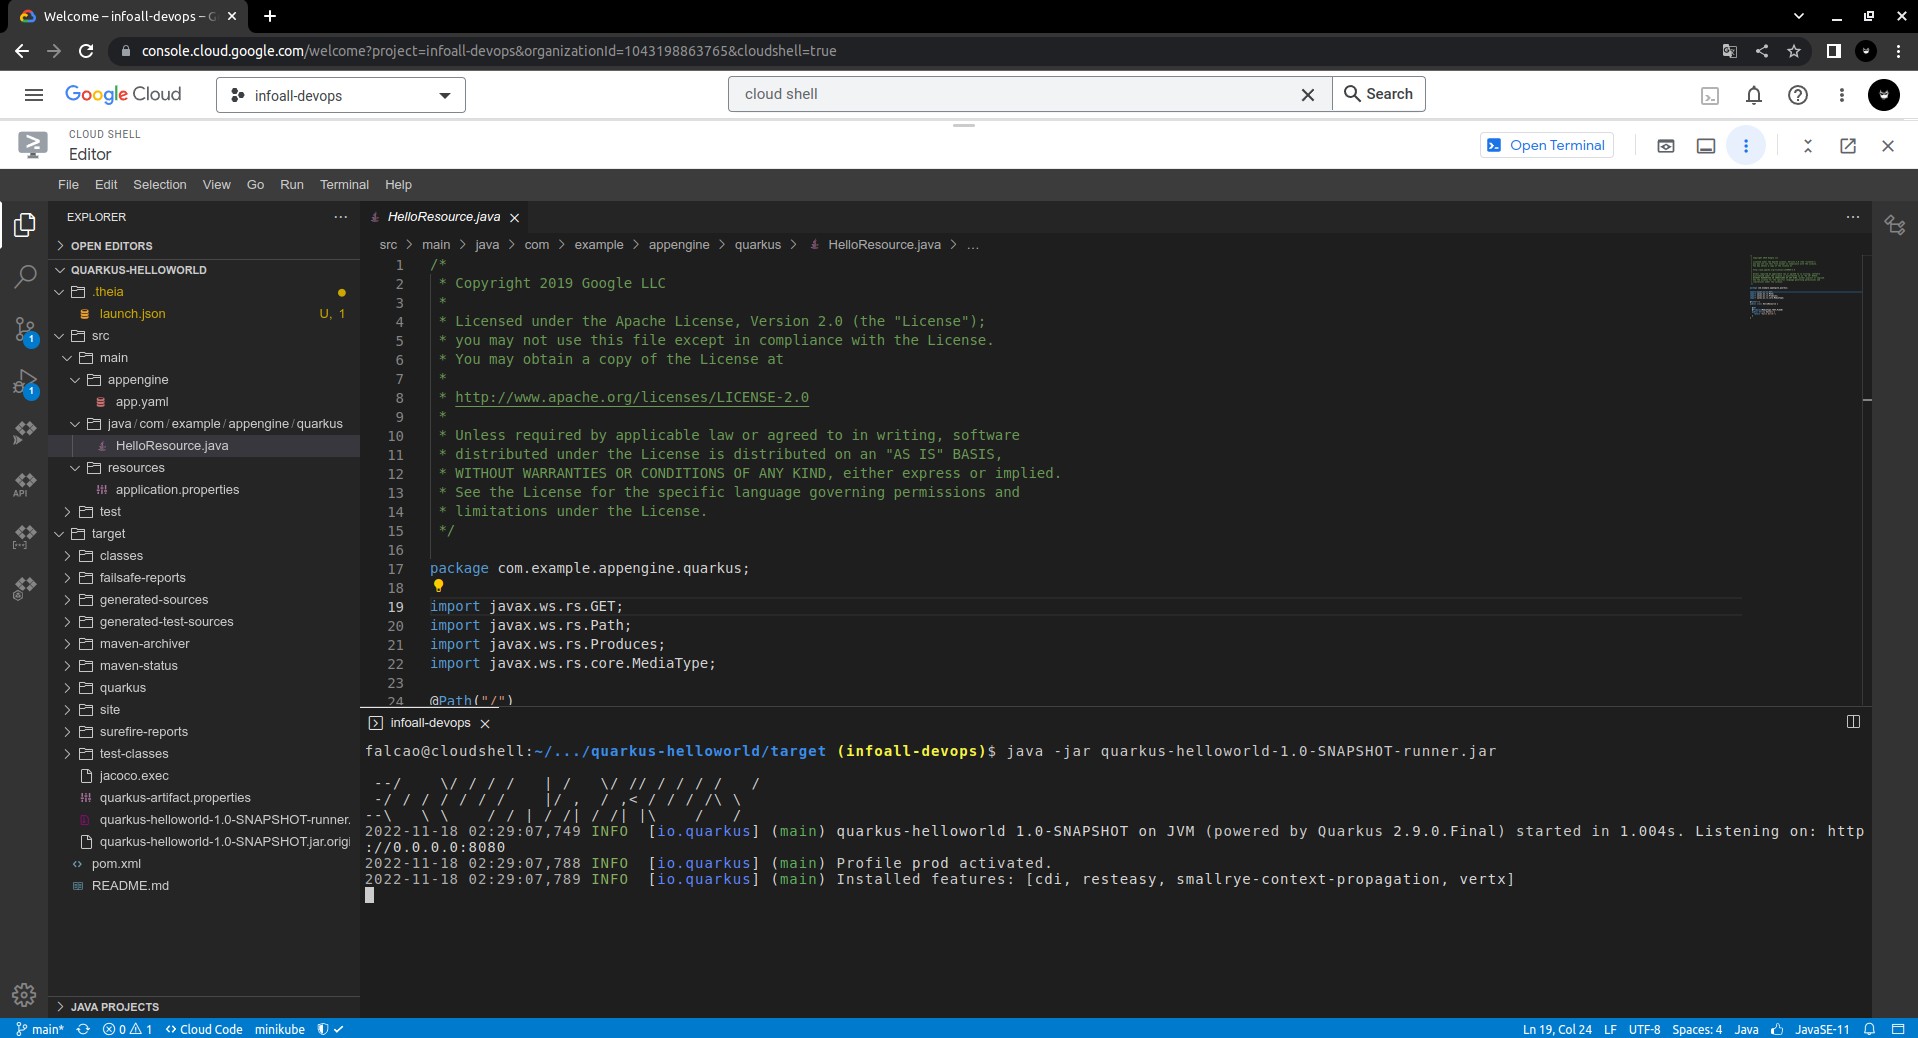 Welcome – infoall-devops – G
console.cloud.google.com/welcome?project=infoall-devops&organizationId=1043198863765&cloudshell=true
Google Cloud
infoall-devops
cloud shell
Search
CLOUD SHELL
Editor
Open Terminal
File Edit Selection View Go Run Terminal Help
EXPLORER
OPEN EDITORS
QUARKUS-HELLOWORLD
.theia
launch.json U, 1
src
main
appengine
app.yaml
java / com / example / appengine / quarkus
HelloResource.java
resources
application.properties
test
target
classes
failsafe-reports
generated-sources
generated-test-sources
maven-archiver
maven-status
quarkus
site
surefire-reports
test-classes
jacoco.exec
quarkus-artifact.properties
quarkus-helloworld-1.0-SNAPSHOT-runner.
quarkus-helloworld-1.0-SNAPSHOT.jar.origi
pom.xml
README.md
JAVA PROJECTS
1
1
API
HelloResource.java
src > main > java > com > example > appengine > quarkus > HelloResource.java > ...
1 /*
2 * Copyright 2019 Google LLC
3 *
4 * Licensed under the Apache License, Version 2.0 (the "License");
5 * you may not use this file except in compliance with the License.
6 * You may obtain a copy of the License at
7 *
8 * http://www.apache.org/licenses/LICENSE-2.0
9 *
10 * Unless required by applicable law or agreed to in writing, software
11 * distributed under the License is distributed on an "AS IS" BASIS,
12 * WITHOUT WARRANTIES OR CONDITIONS OF ANY KIND, either express or implied.
13 * See the License for the specific language governing permissions and
14 * limitations under the License.
15 */
16
17 package com.example.appengine.quarkus;
18
19 import javax.ws.rs.GET;
20 import javax.ws.rs.Path;
21 import javax.ws.rs.Produces;
22 import javax.ws.rs.core.MediaType;
23
24 @Path("/")
infoall-devops
falcao@cloudshell:~/.../quarkus-helloworld/target (infoall-devops)$ java -jar quarkus-helloworld-1.0-SNAPSHOT-runner.jar
2022-11-18 02:29:07,749 INFO [io.quarkus] (main) quarkus-helloworld 1.0-SNAPSHOT on JVM (powered by Quarkus 2.9.0.Final) started in 1.004s. Listening on: http
://0.0.0.0:8080
2022-11-18 02:29:07,788 INFO [io.quarkus] (main) Profile prod activated.
2022-11-18 02:29:07,789 INFO [io.quarkus] (main) Installed features: [cdi, resteasy, smallrye-context-propagation, vertx]
main* 0 1 Cloud Code minikube
Ln 19, Col 24 LF UTF-8 Spaces: 4 Java JavaSE-11